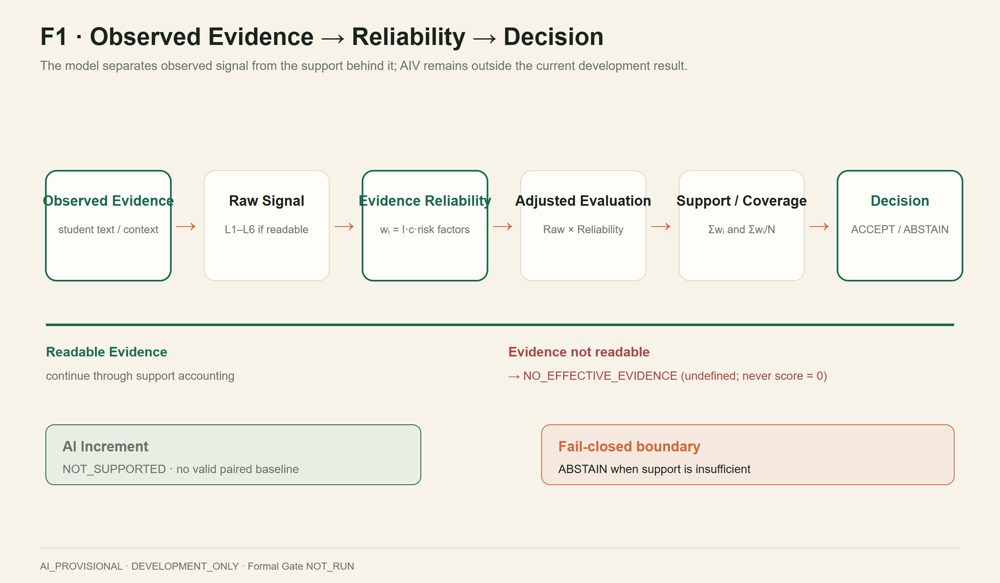 F1 · Observed Evidence → Reliability → Decision
The model separates observed signal from the support behind it; AIV remains outside the current development result.
Observed Evidence
student text / context
→
Raw Signal
L1–L6 if readable
→
Evidence Reliability
wᵢ = I·c·risk factors
→
Adjusted Evaluation
Raw × Reliability
→
Support / Coverage
Σwᵢ and Σwᵢ/N
→
Decision
ACCEPT / ABSTAIN
Readable Evidence
continue through support accounting
Evidence not readable
→ NO_EFFECTIVE_EVIDENCE (undefined; never score = 0)
AI Increment
NOT_SUPPORTED · no valid paired baseline
Fail-closed boundary
ABSTAIN when support is insufficient
AI_PROVISIONAL · DEVELOPMENT_ONLY · Formal Gate NOT_RUN